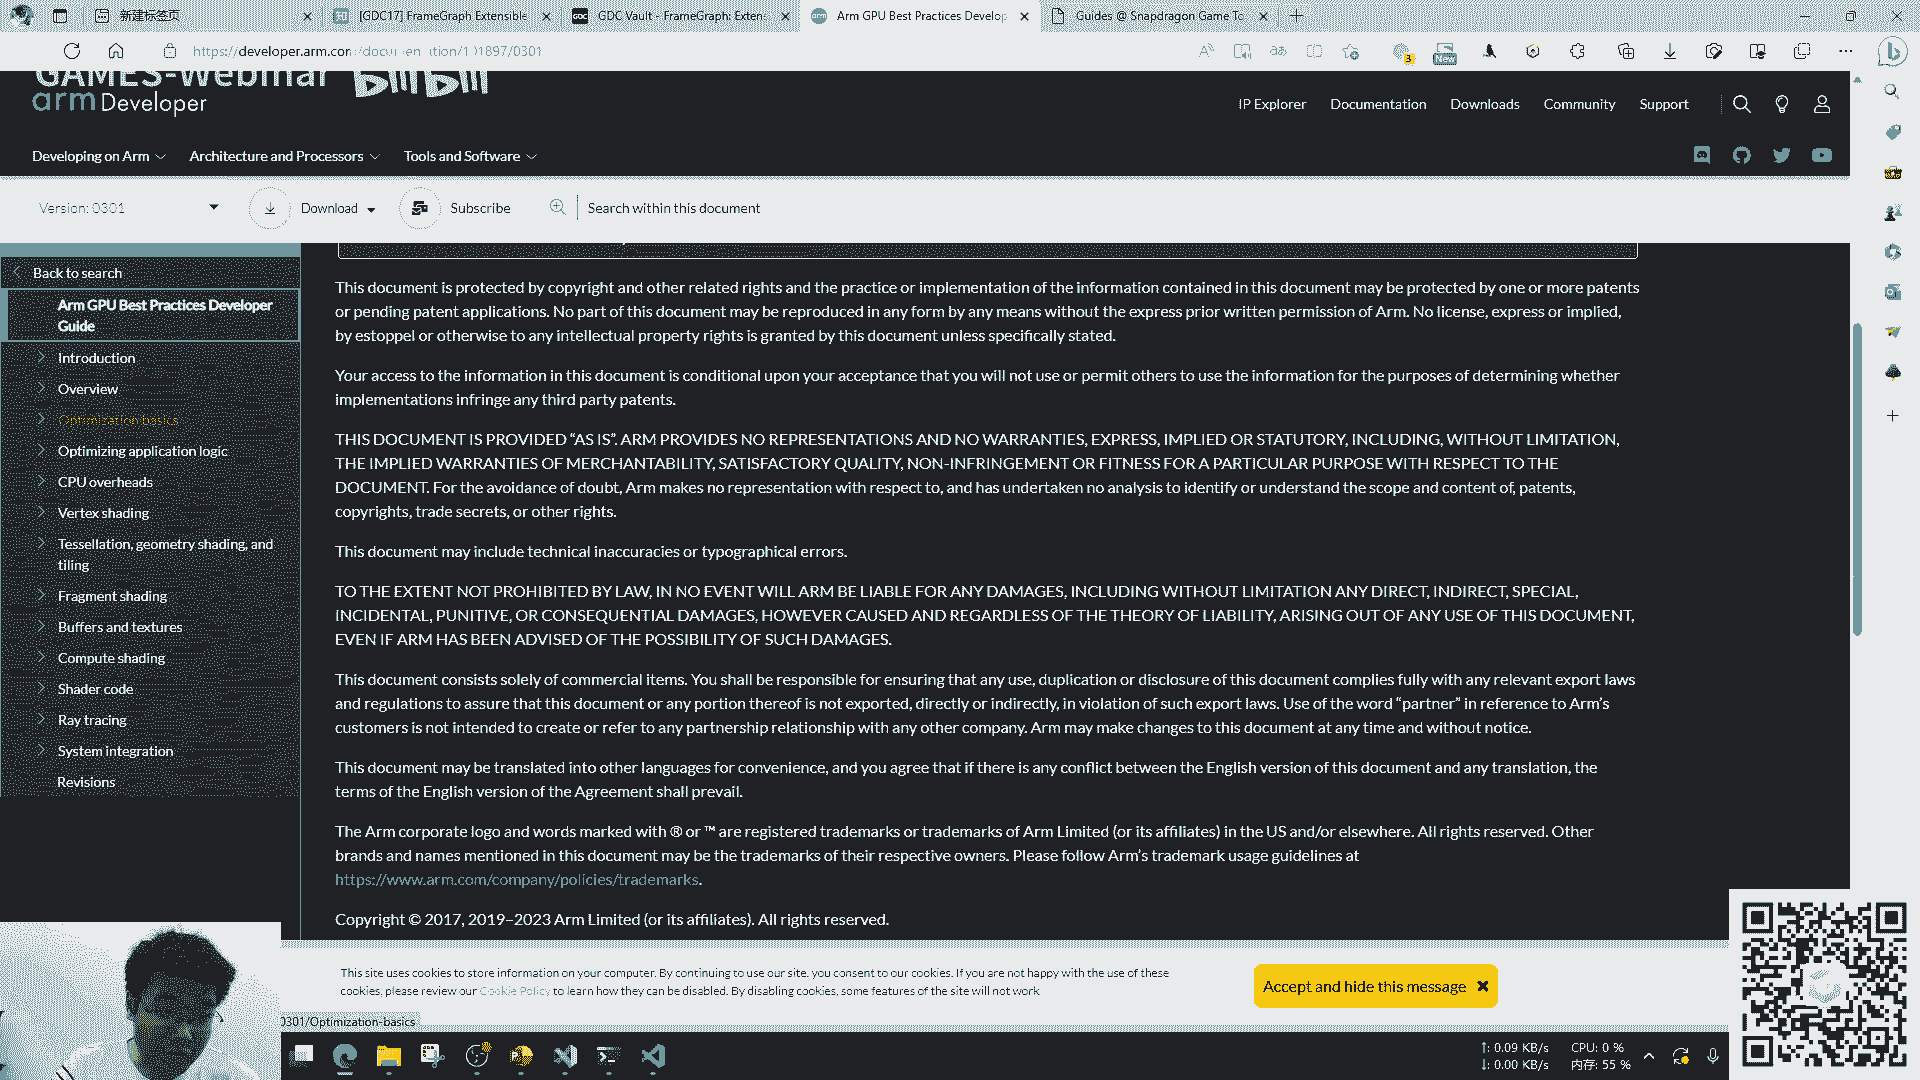 新建标签页
[GDC17] FrameGraph Extensible
GDC Vault - FrameGraph: Extens
Arm GPU Best Practices Develop
Guides @ Snapdragon Game To
GAMES-Webinar
bilibili
arm Developer
IP Explorer
Documentation
Downloads
Community
Support
Developing on Arm
Architecture and Processors
Tools and Software
Version: 0301
Download
Subscribe
Search within this document
Back to search
Arm GPU Best Practices Developer
Guide
Introduction
Overview
Optimization basics
Optimizing application logic
CPU overheads
Vertex shading
Tessellation, geometry shading, and
tiling
Fragment shading
Buffers and textures
Compute shading
Shader code
Ray tracing
System integration
Revisions
This document is protected by copyright and other related rights and the practice or implementation of the information contained in this document may be protected by one or more patents
or pending patent applications. No part of this document may be reproduced in any form by any means without the express prior written permission of Arm. No license, express or implied,
by estoppel or otherwise to any intellectual property rights is granted by this document unless specifically stated.
Your access to the information in this document is conditional upon your acceptance that you will not use or permit others to use the information for the purposes of determining whether
implementations infringe any third party patents.
THIS DOCUMENT IS PROVIDED “AS IS”. ARM PROVIDES NO REPRESENTATIONS AND NO WARRANTIES, EXPRESS, IMPLIED OR STATUTORY, INCLUDING, WITHOUT LIMITATION,
THE IMPLIED WARRANTIES OF MERCHANTABILITY, SATISFACTORY QUALITY, NON-INFRINGEMENT OR FITNESS FOR A PARTICULAR PURPOSE WITH RESPECT TO THE
DOCUMENT. For the avoidance of doubt, Arm makes no representation with respect to, and has undertaken no analysis to identify or understand the scope and content of, patents,
copyrights, trade secrets, or other rights.
This document may include technical inaccuracies or typographical errors.
TO THE EXTENT NOT PROHIBITED BY LAW, IN NO EVENT WILL ARM BE LIABLE FOR ANY DAMAGES, INCLUDING WITHOUT LIMITATION ANY DIRECT, INDIRECT, SPECIAL,
INCIDENTAL, PUNITIVE, OR CONSEQUENTIAL DAMAGES, HOWEVER CAUSED AND REGARDLESS OF THE THEORY OF LIABILITY, ARISING OUT OF ANY USE OF THIS DOCUMENT,
EVEN IF ARM HAS BEEN ADVISED OF THE POSSIBILITY OF SUCH DAMAGES.
This document consists solely of commercial items. You shall be responsible for ensuring that any use, duplication or disclosure of this document complies fully with any relevant export laws
and regulations to assure that this document or any portion thereof is not exported, directly or indirectly, in violation of such export laws. Use of the word “partner” in reference to Arm’s
customers is not intended to create or refer to any partnership relationship with any other company. Arm may make changes to this document at any time and without notice.
This document may be translated into other languages for convenience, and you agree that if there is any conflict between the English version of this document and any translation, the
terms of the English version of the Agreement shall prevail.
The Arm corporate logo and words marked with ® or ™ are registered trademarks or trademarks of Arm Limited (or its affiliates) in the US and/or elsewhere. All rights reserved. Other
brands and names mentioned in this document may be the trademarks of their respective owners. Please follow Arm’s trademark usage guidelines at
https://www.arm.com/company/policies/trademarks.
Copyright © 2017, 2019–2023 Arm Limited (or its affiliates). All rights reserved.
This site uses cookies to store information on your computer. By continuing to use our site, you consent to our cookies. If you are not happy with the use of these
cookies, please review our Cookie Policy to learn how they can be disabled. By disabling cookies, some features of the site will not work
Accept and hide this message
0301/Optimization-basics
↑: 0.09 KB/s CPU: 0 %
↓: 0.00 KB/s 内存: 55 %